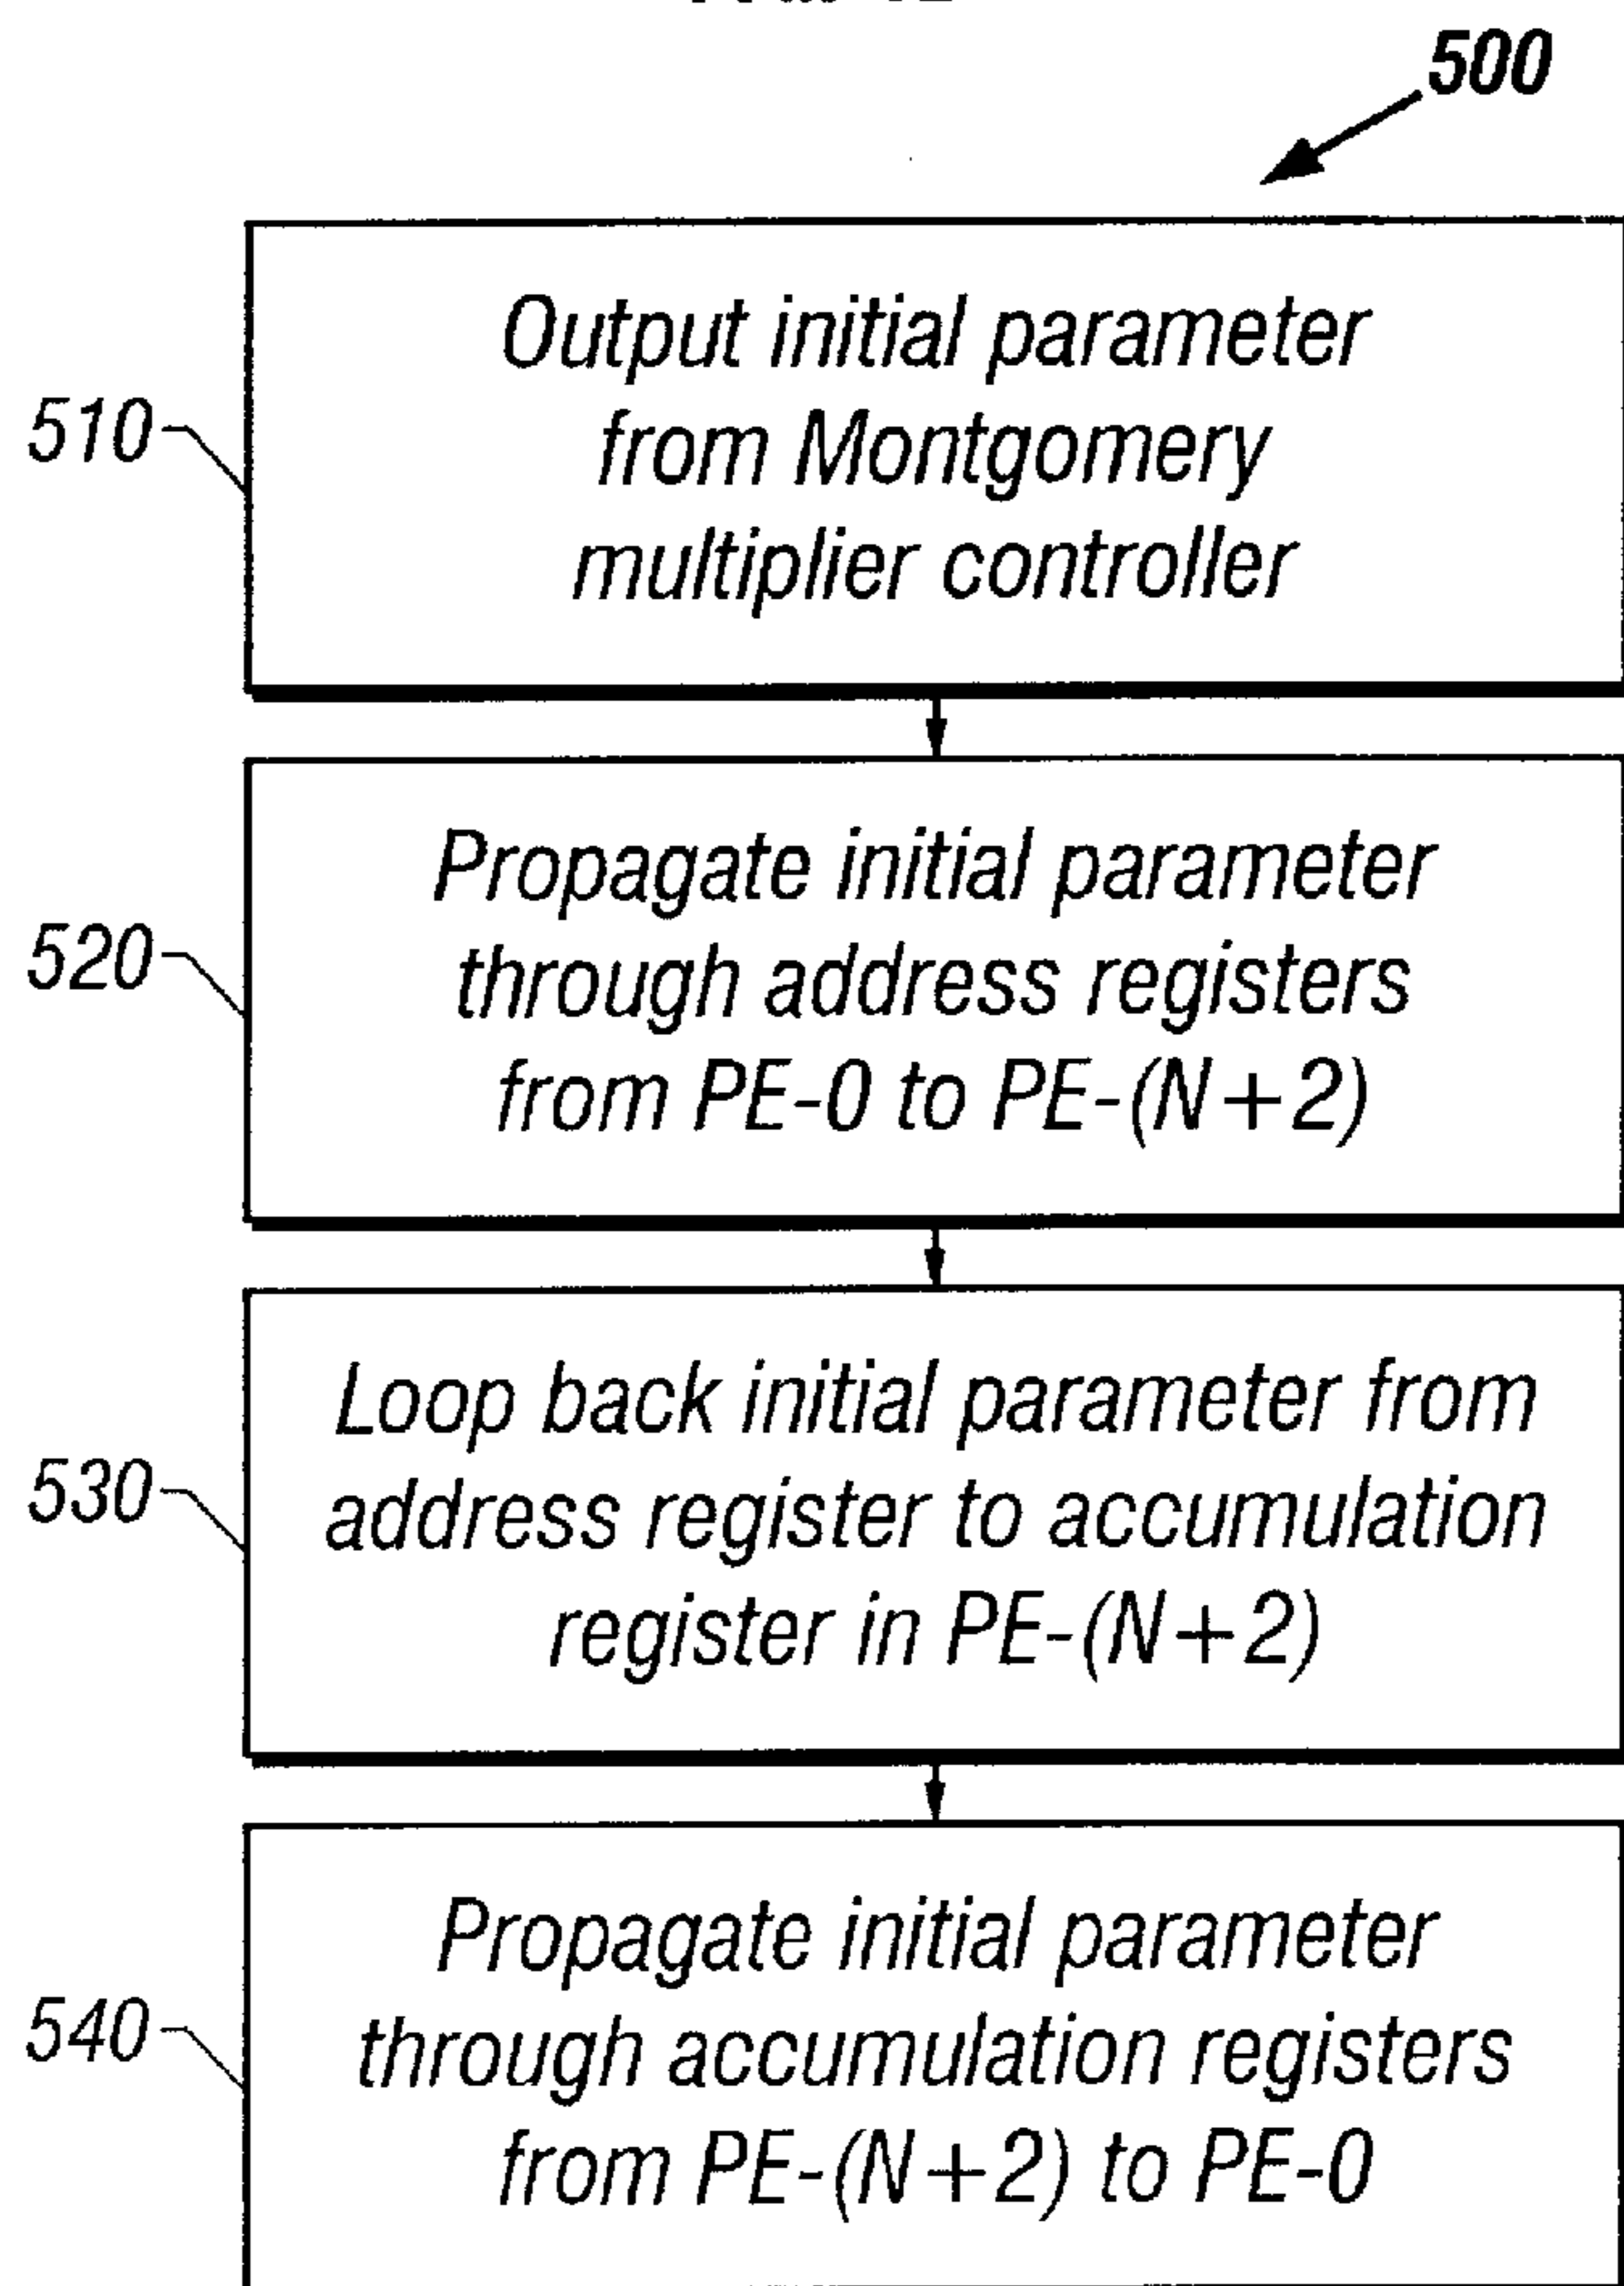 500
Output initial parameter
from Montgomery
multiplier controller
510
Propagate initial parameter
through address registers
from PE-0 to PE-(N+2)
520
Loop back initial parameter from
address register to accumulation
register in PE-(N+2)
530
Propagate initial parameter
through accumulation registers
from PE-(N+2) to PE-0
540